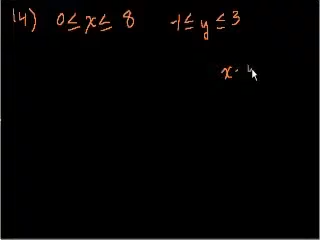 14) 0 ≤ x ≤ 8 -1 ≤ y ≤ 3
x ·